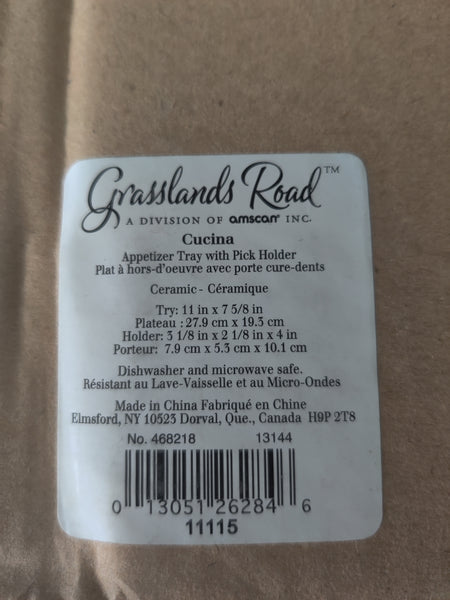 Grasslands Road™
A DIVISION OF amscan® INC.
Cucina
Appetizer Tray with Pick Holder
Plat à hors-d'oeuvre avec porte cure-dents
Ceramic - Céramique
Try: 11 in x 7 5/8 in
Plateau : 27.9 cm x 19.3 cm
Holder: 3 1/8 in x 2 1/8 in x 4 in
Porteur: 7.9 cm x 5.3 cm x 10.1 cm
Dishwasher and microwave safe.
Résistant au Lave-Vaisselle et au Micro-Ondes
Made in China Fabriqué en Chine
Elmsford, NY 10523 Dorval, Que., Canada H9P 2T8
No. 468218 13144
0 13051 26284 6
11115